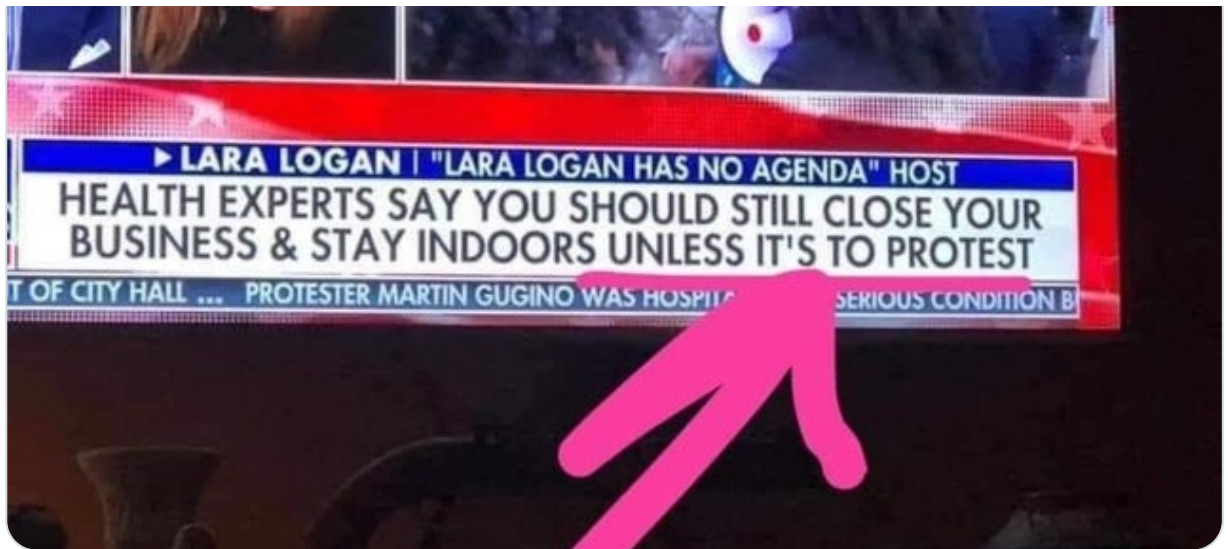 ▶ LARA LOGAN | "LARA LOGAN HAS NO AGENDA" HOST
HEALTH EXPERTS SAY YOU SHOULD STILL CLOSE YOUR
BUSINESS & STAY INDOORS UNLESS IT'S TO PROTEST
T OF CITY HALL ... PROTESTER MARTIN GUGINO WAS SERIOUS CONDITION